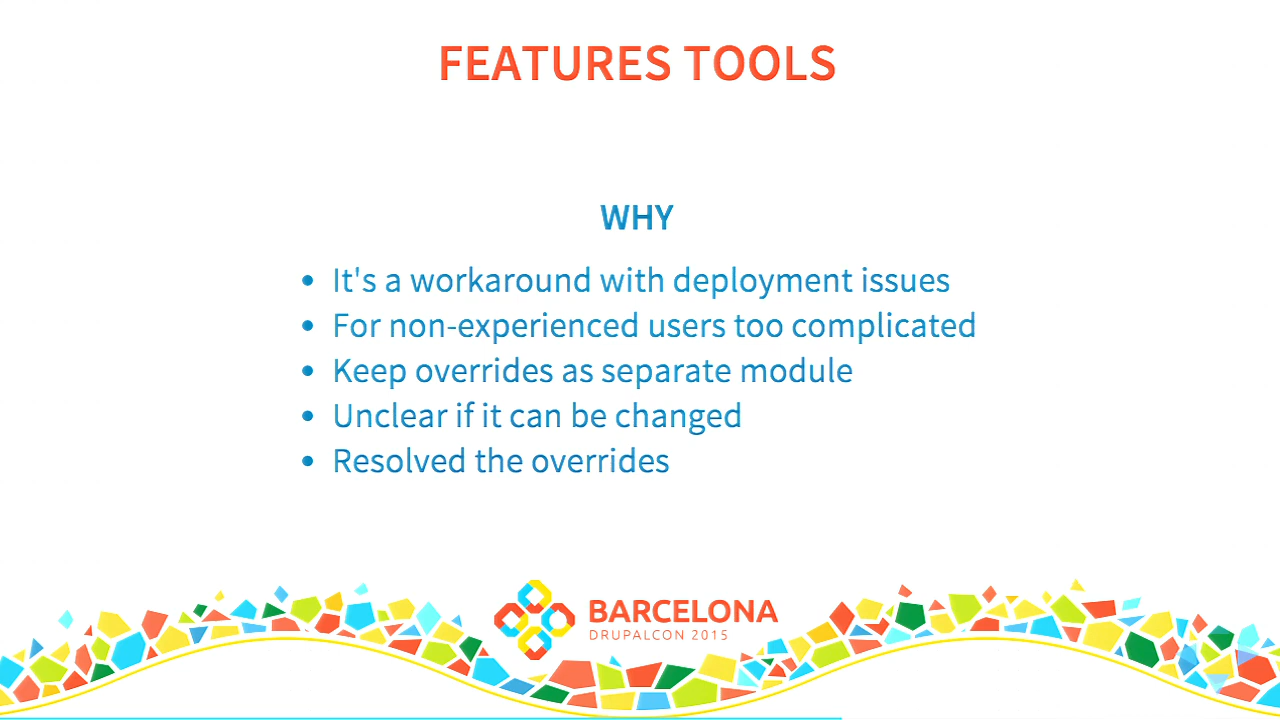 FEATURES TOOLS
WHY
It's a workaround with deployment issues
For non-experienced users too complicated
Keep overrides as separate module
Unclear if it can be changed
Resolved the overrides
BARCELONA
DRUPALCON 2015